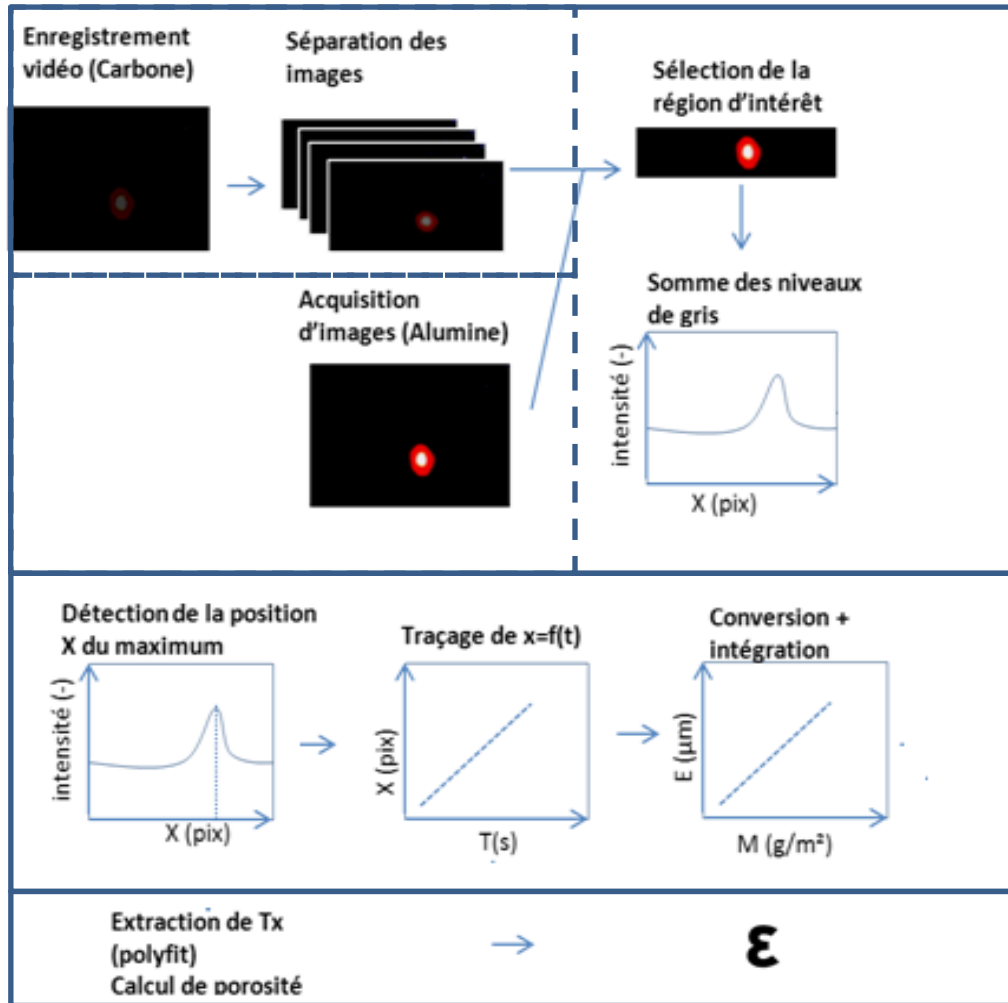 Enregistrement
vidéo (Carbone)
Séparation des
images
Sélection de la
région d'intérêt
Acquisition
d'images (Alumine)
Somme des niveaux
de gris
intensité (-)
X (pix)
Détection de la position
X du maximum
intensité (-)
X (pix)
Traçage de x=f(t)
X (pix)
T(s)
Conversion +
intégration
E (µm)
M (g/m²)
Extraction de Tx
(polyfit)
Calcul de porosité
ε